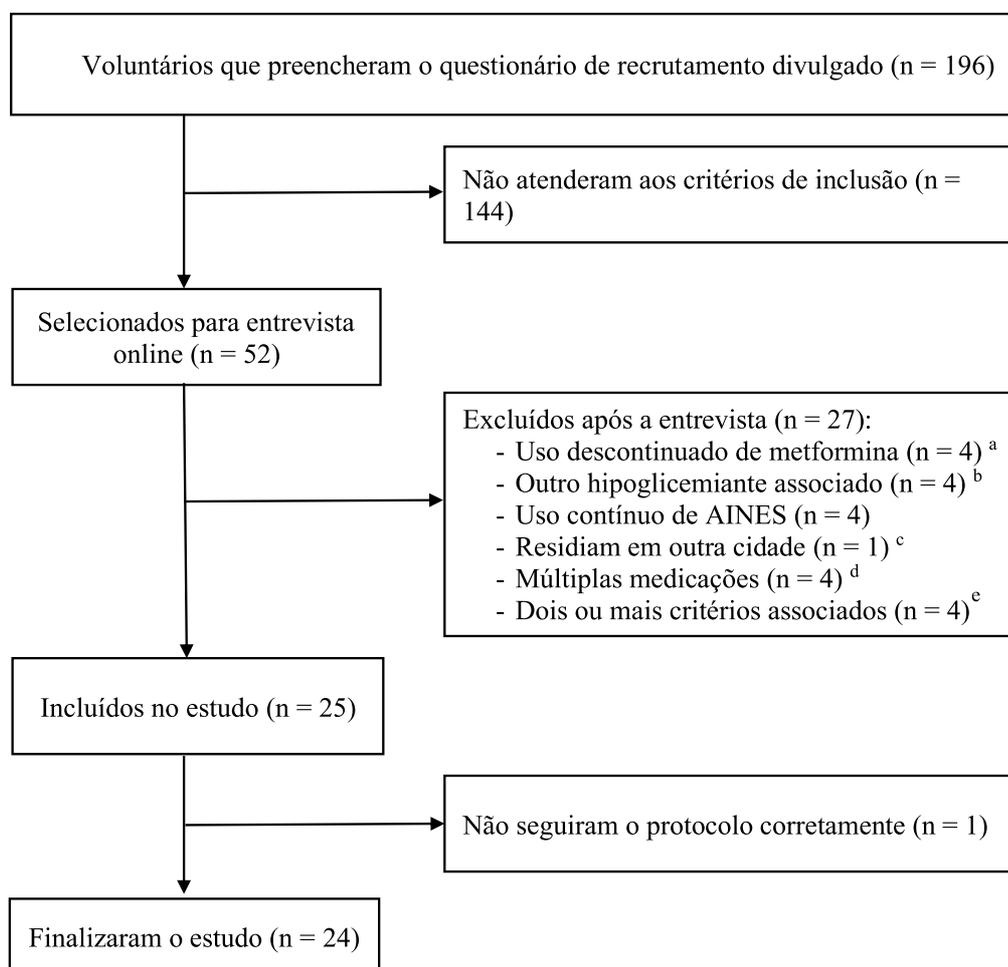 Voluntários que preencheram o questionário de recrutamento divulgado (n = 196)
Não atenderam aos critérios de inclusão (n =
144)
Selecionados para entrevista
online (n = 52)
Excluídos após a entrevista (n = 27):
- Uso descontinuado de metformina (n = 4) a
- Outro hipoglicemiante associado (n = 4) b
- Uso contínuo de AINES (n = 4)
- Residiam em outra cidade (n = 1) c
- Múltiplas medicações (n = 4) d
- Dois ou mais critérios associados (n = 4) e
Incluídos no estudo (n = 25)
Não seguiram o protocolo corretamente (n = 1)
Finalizaram o estudo (n = 24)